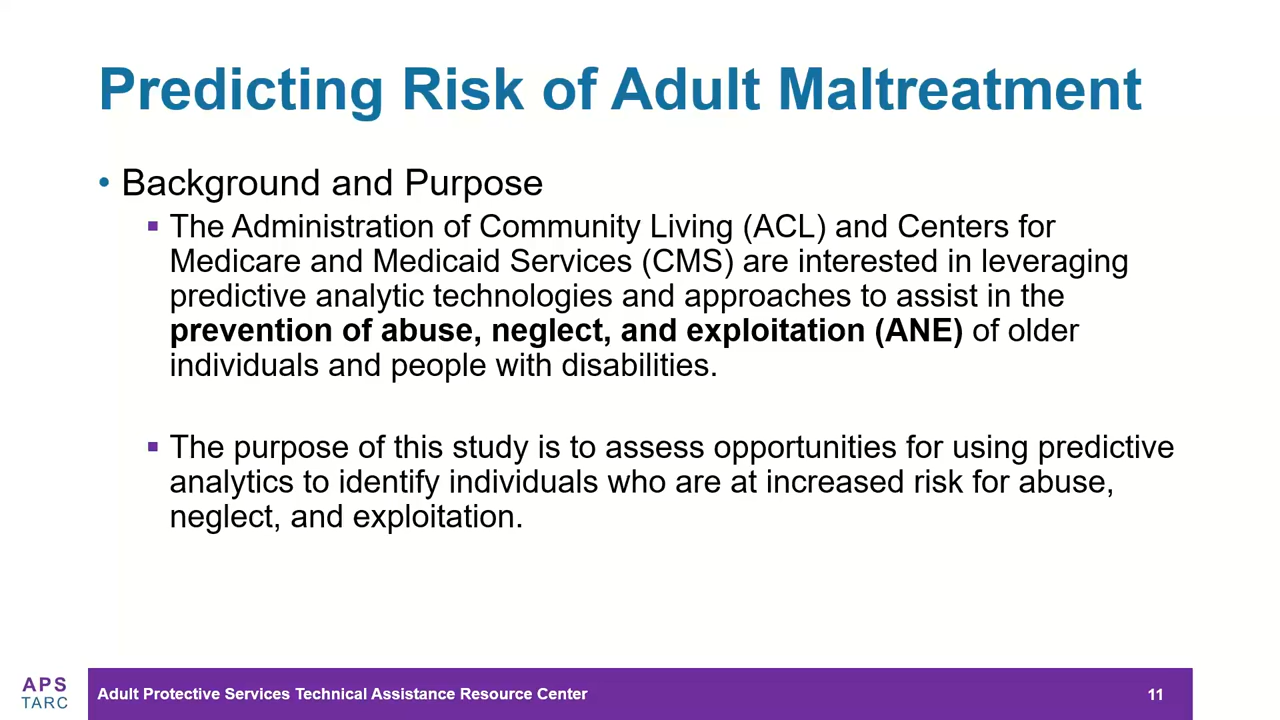 Predicting Risk of Adult Maltreatment
• Background and Purpose
▪ The Administration of Community Living (ACL) and Centers for
Medicare and Medicaid Services (CMS) are interested in leveraging
predictive analytic technologies and approaches to assist in the
prevention of abuse, neglect, and exploitation (ANE) of older
individuals and people with disabilities.
▪ The purpose of this study is to assess opportunities for using predictive
analytics to identify individuals who are at increased risk for abuse,
neglect, and exploitation.
APS
TARC
Adult Protective Services Technical Assistance Resource Center
11